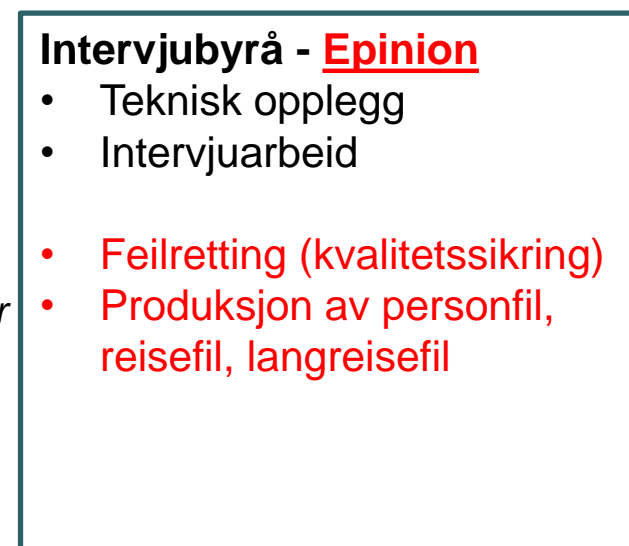 Intervjubyrå - Epinion
• Teknisk opplegg
• Intervjuarbeid
• Feilretting (kvalitetssikring)
r
• Produksjon av personfil,
reisefil, langreisefil